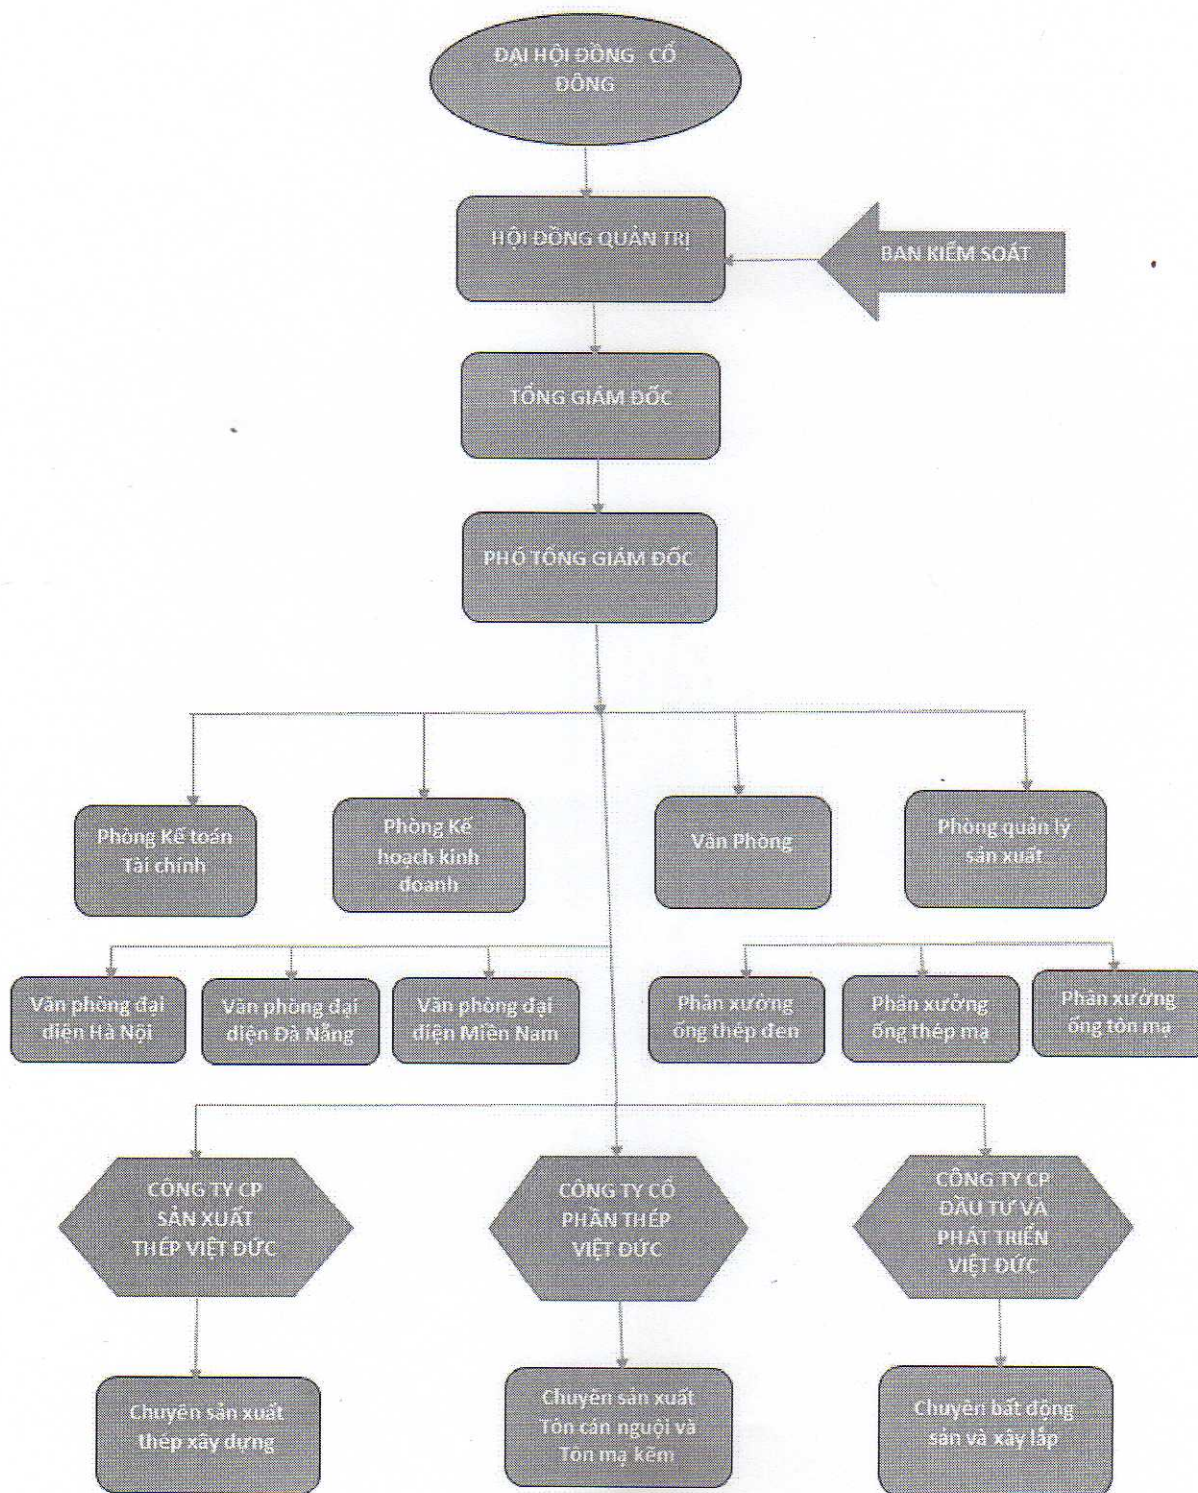 ĐẠI HỘI ĐỒNG CỔ
ĐÔNG
HỘI ĐỒNG QUẢN TRỊ
BAN KIỂM SOÁT
TỔNG GIÁM ĐỐC
PHÓ TỔNG GIÁM ĐỐC
Phòng Kế toán
Tài chính
Phòng Kế
hoạch kinh
doanh
Văn Phòng
Phòng quản lý
sản xuất
Văn phòng đại
diện Hà Nội
Văn phòng đại
diện Đà Nẵng
Văn phòng đại
diện Miền Nam
Phân xưởng
ống thép đen
Phân xưởng
ống thép mạ
Phân xưởng
ống tôn mạ
CÔNG TY CP
SẢN XUẤT
THÉP VIỆT ĐỨC
CÔNG TY CỔ
PHẦN THÉP
VIỆT ĐỨC
CÔNG TY CP
ĐẦU TƯ VÀ
PHÁT TRIỂN
VIỆT ĐỨC
Chuyên sản xuất
thép xây dựng
Chuyên sản xuất
Tôn cán nguội và
Tôn mạ kẽm
Chuyên bất động
sản và xây lắp